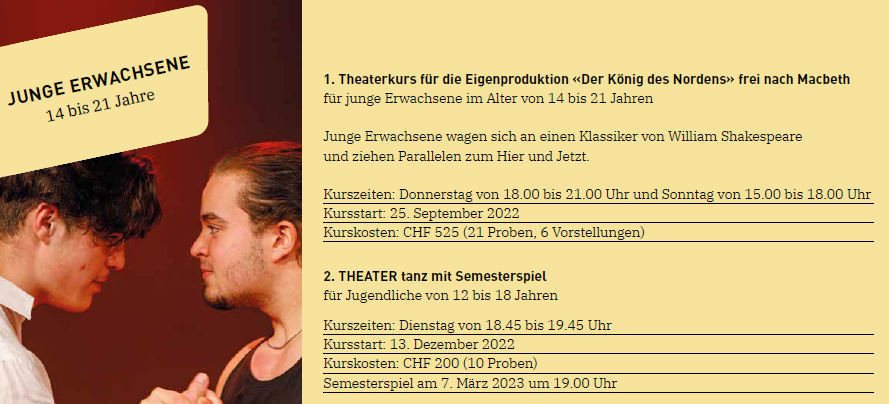 JUNGE ERWACHSENE
14 bis 21 Jahre
1. Theaterkurs für die Eigenproduktion «Der König des Nordens» frei nach Macbeth
für junge Erwachsene im Alter von 14 bis 21 Jahren
Junge Erwachsene wagen sich an einen Klassiker von William Shakespeare
und ziehen Parallelen zum Hier und Jetzt.
Kurszeiten: Donnerstag von 18.00 bis 21.00 Uhr und Sonntag von 15.00 bis 18.00 Uhr
Kursstart: 25. September 2022
Kurskosten: CHF 525 (21 Proben, 6 Vorstellungen)
2. THEATER tanz mit Semesterspiel
für Jugendliche von 12 bis 18 Jahren
Kurszeiten: Dienstag von 18.45 bis 19.45 Uhr
Kursstart: 13. Dezember 2022
Kurskosten: CHF 200 (10 Proben)
Semesterspiel am 7. März 2023 um 19.00 Uhr